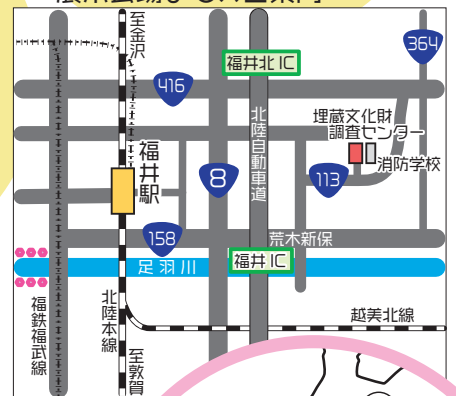 至金沢
364
福井北IC
416
埋蔵文化財
調査センター
消防学校
北陸自動車道
福井駅
8
113
158
荒木新保
足羽川
福井IC
福鉄福武線
北陸本線
越美北線
至敦賀